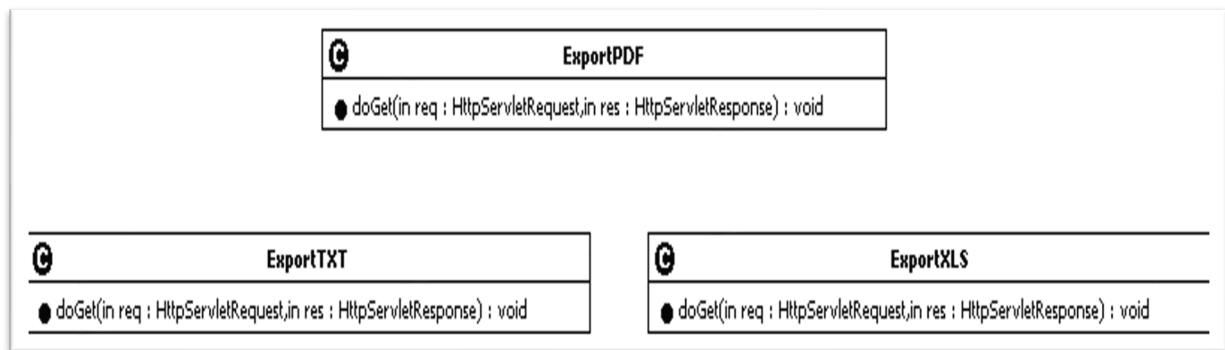 C ExportPDF
doGet(in req : HttpServletRequest,in res : HttpServletResponse) : void
C ExportTXT
doGet(in req : HttpServletRequest,in res : HttpServletResponse) : void
C ExportXLS
doGet(in req : HttpServletRequest,in res : HttpServletResponse) : void